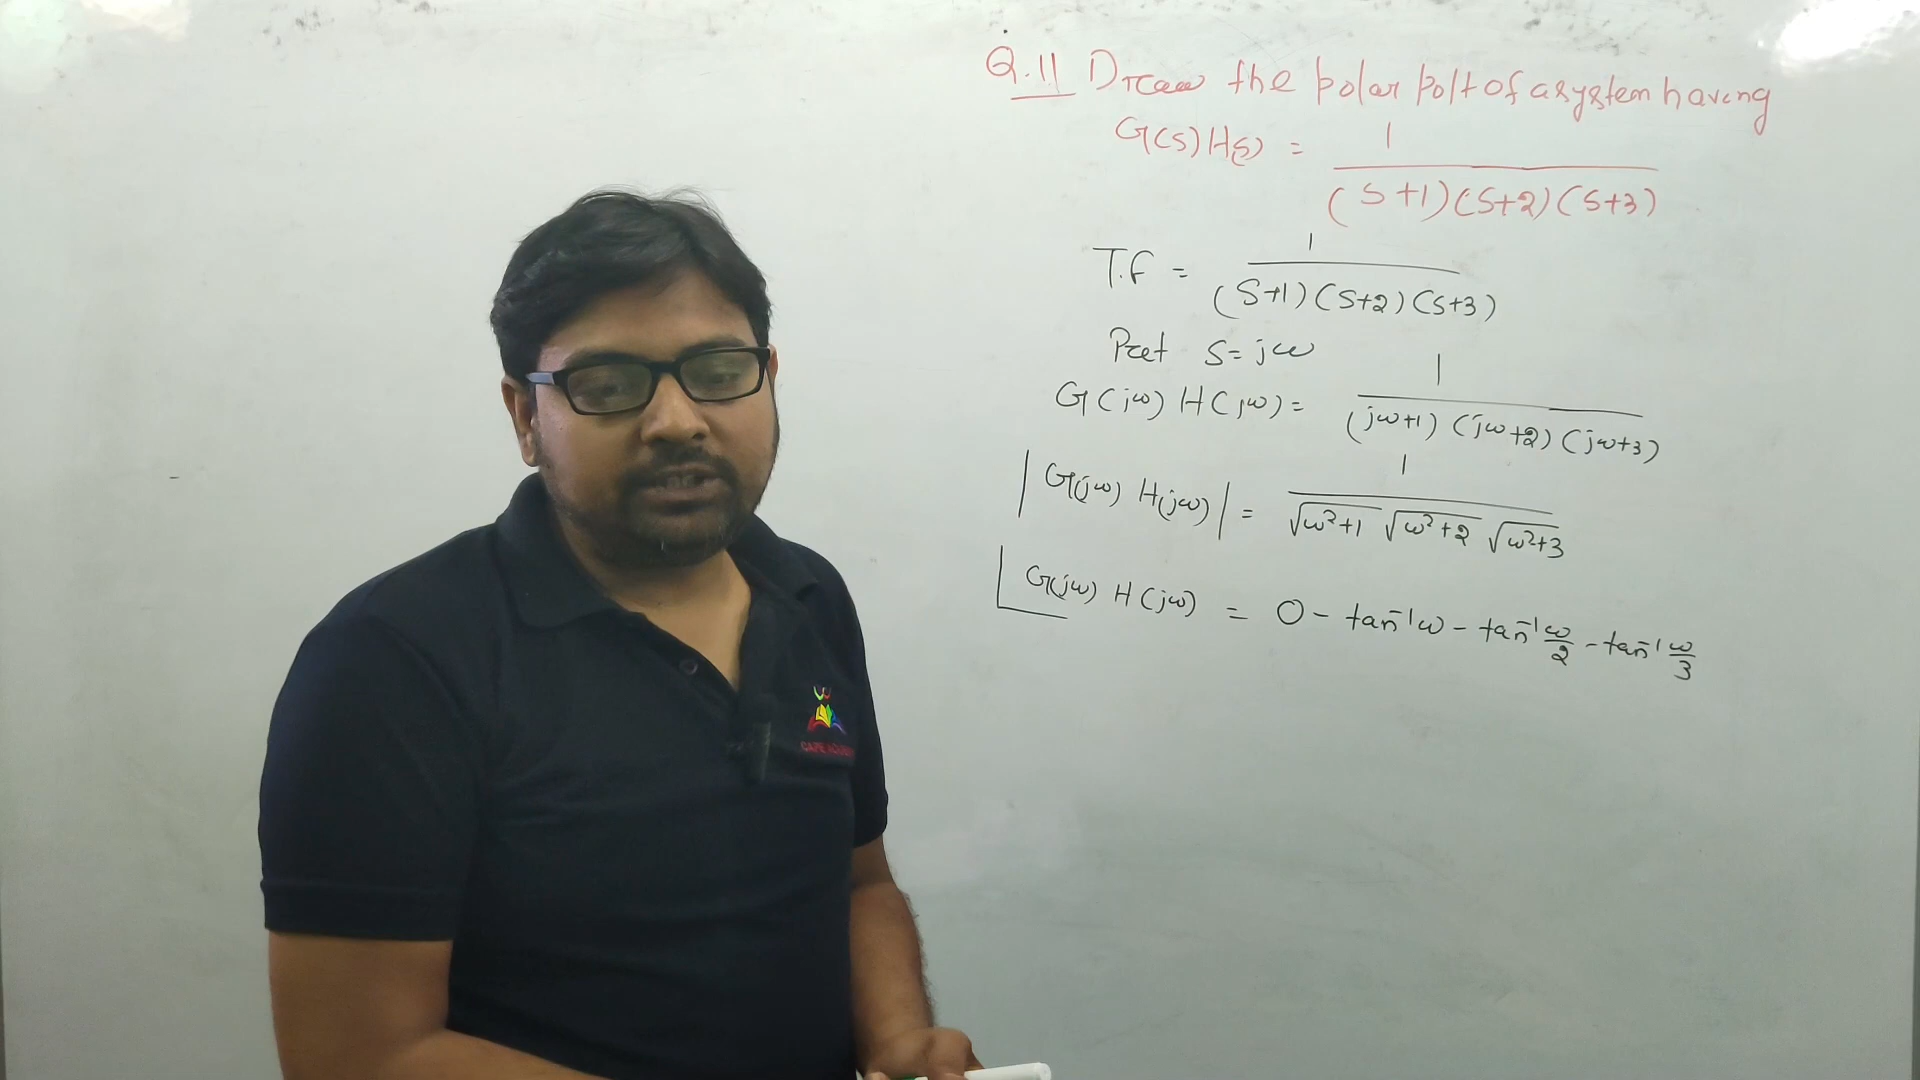 Q.11 Draw the polar polt of a system having
G(s)H(s) = 1 / (S+1)(S+2)(S+3)
T.F = 1 / (S+1)(S+2)(S+3)
Put S=jω
G(jω) H(jω) = 1 / (jω+1)(jω+2)(jω+3)
|G(jω) H(jω)| = 1 / √ω²+1 √ω²+2 √ω²+3
∠G(jω) H(jω) = 0 - tan⁻¹ω - tan⁻¹ω/2 - tan⁻¹ω/3